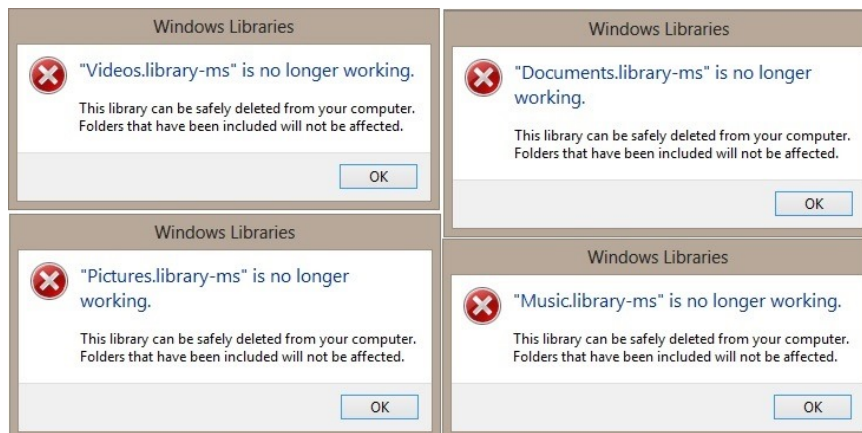 Windows Libraries
"Videos.library-ms" is no longer working.
This library can be safely deleted from your computer.
Folders that have been included will not be affected.
OK
Windows Libraries
"Documents.library-ms" is no longer
working.
This library can be safely deleted from your computer.
Folders that have been included will not be affected.
OK
Windows Libraries
"Pictures.library-ms" is no longer
working.
This library can be safely deleted from your computer.
Folders that have been included will not be affected.
OK
Windows Libraries
"Music.library-ms" is no longer working.
This library can be safely deleted from your computer.
Folders that have been included will not be affected.
OK